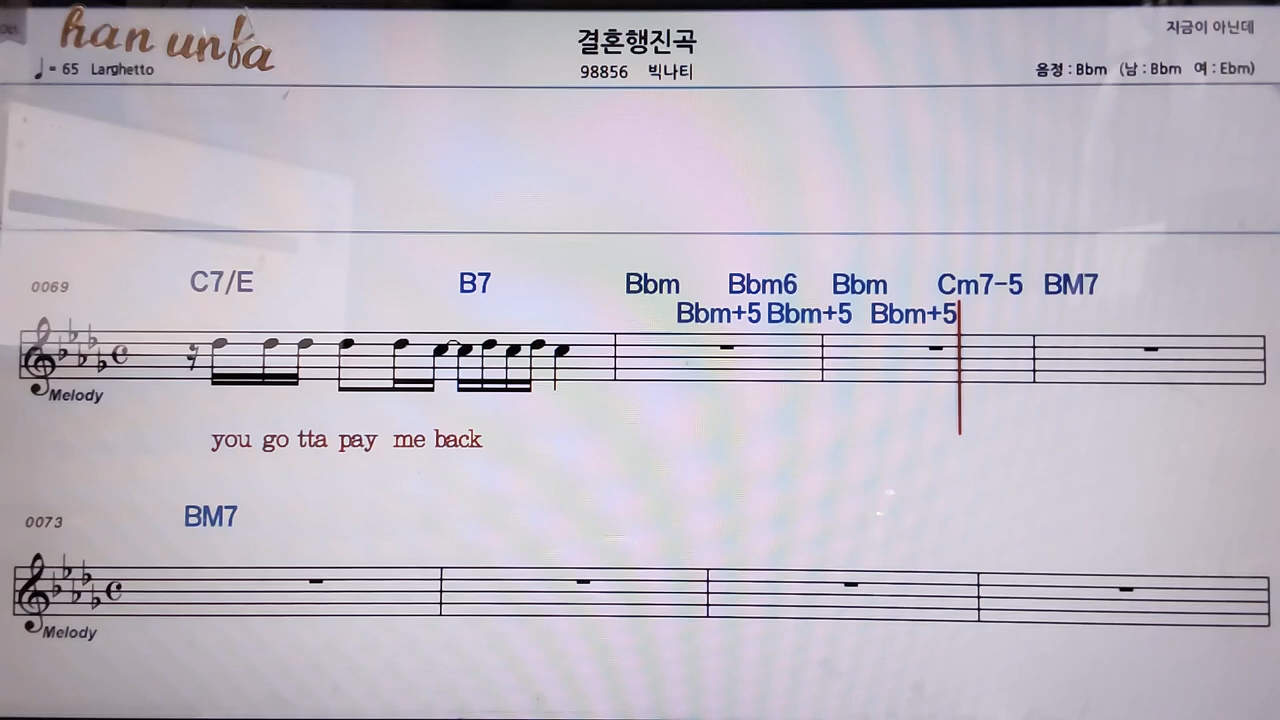 han unfa
결혼행진곡
지금이 아닌데
♩ = 65 Larghetto
98856 빅나티
음정 : Bbm (남 : Bbm 여 : Ebm)
0069
C7/E B7 Bbm Bbm6 Bbm Cm7-5 BM7
Bbm+5 Bbm+5 Bbm+5
Melody
you go tta pay me back
0073
BM7
Melody